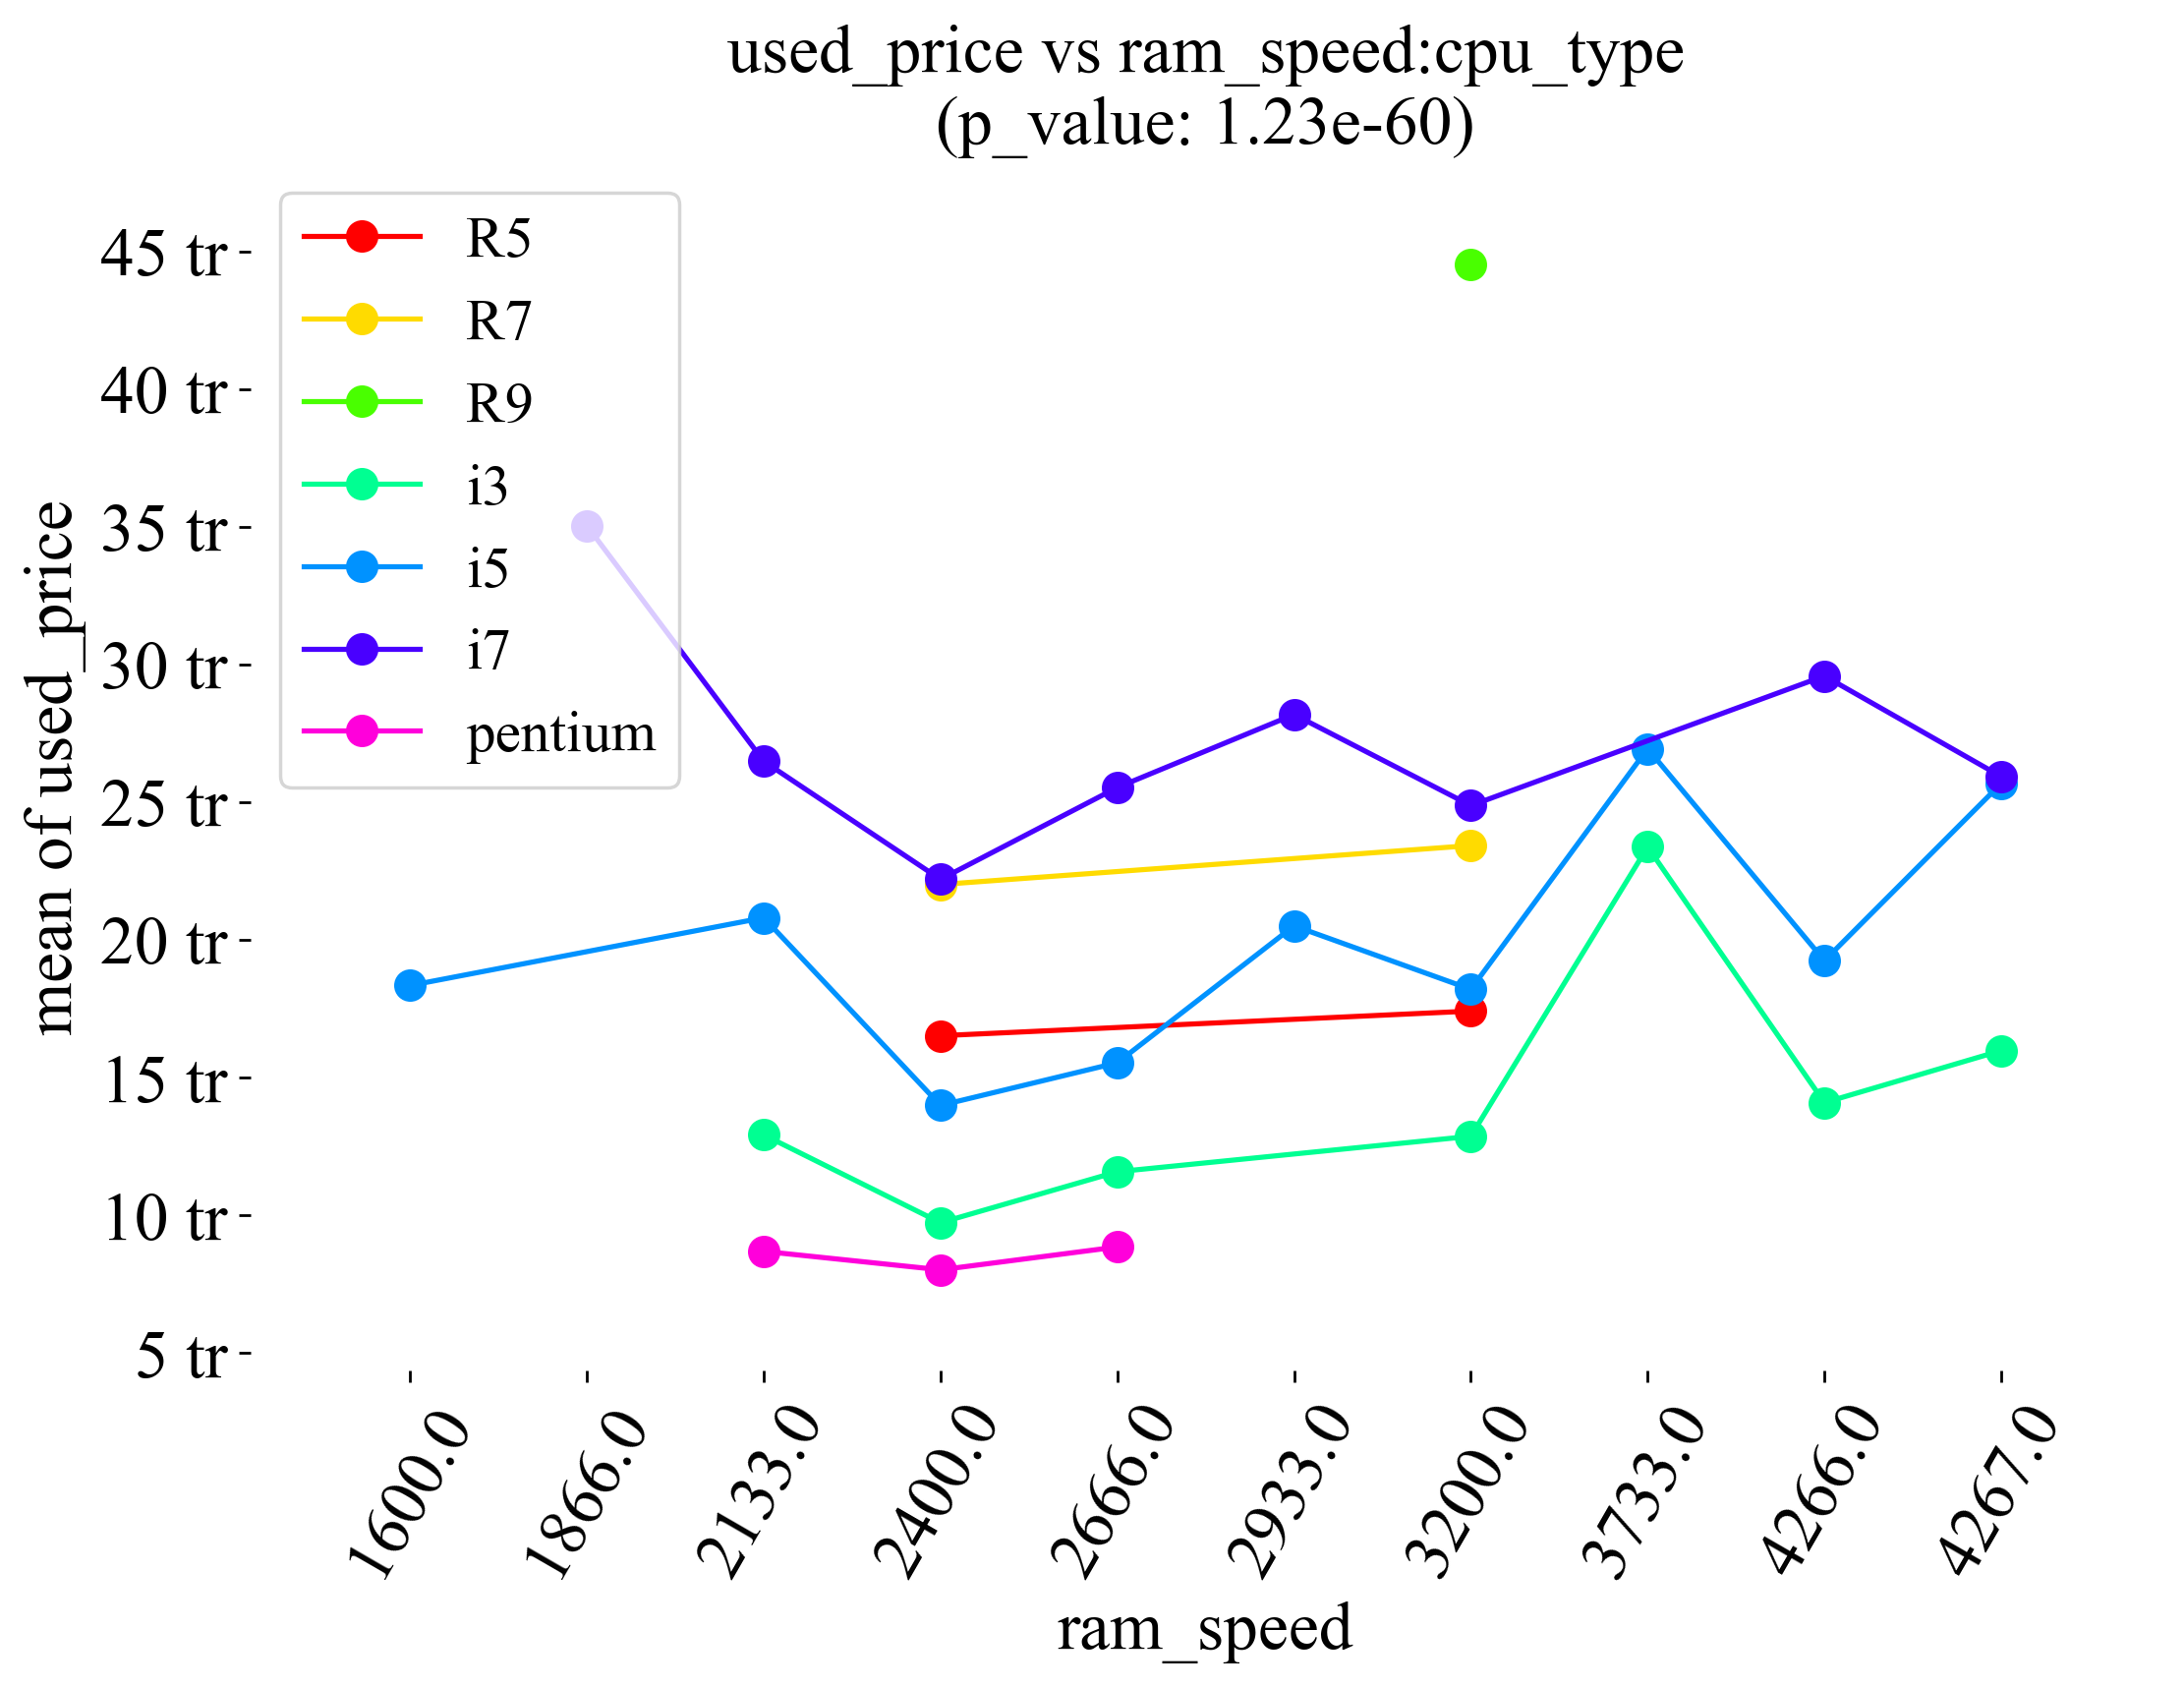 used_price vs ram_speed:cpu_type
(p_value: 1.23e-60)
R5
R7
R9
i3
i5
i7
pentium
mean of used_price
45 tr
40 tr
35 tr
30 tr
25 tr
20 tr
15 tr
10 tr
5 tr
1600.0
1866.0
2133.0
2400.0
2666.0
2933.0
3200.0
3733.0
4266.0
4267.0
ram_speed